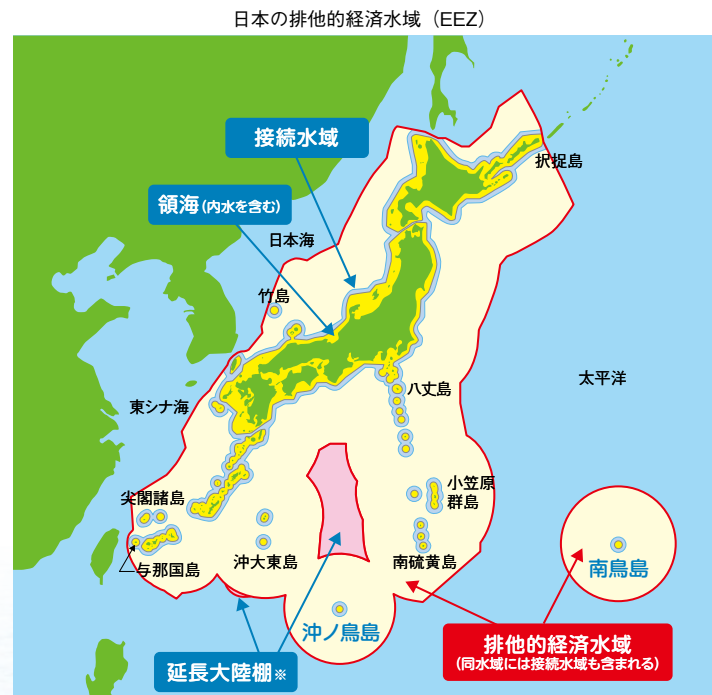 日本の排他的経済水域（EEZ）
接続水域
択捉島
領海（内水を含む）
日本海
竹島
太平洋
八丈島
東シナ海
小笠原
群島
尖閣諸島
沖大東島
南硫黄島
与那国島
南鳥島
沖ノ鳥島
排他的経済水域
（同水域には接続水域も含まれる）
延長大陸棚※